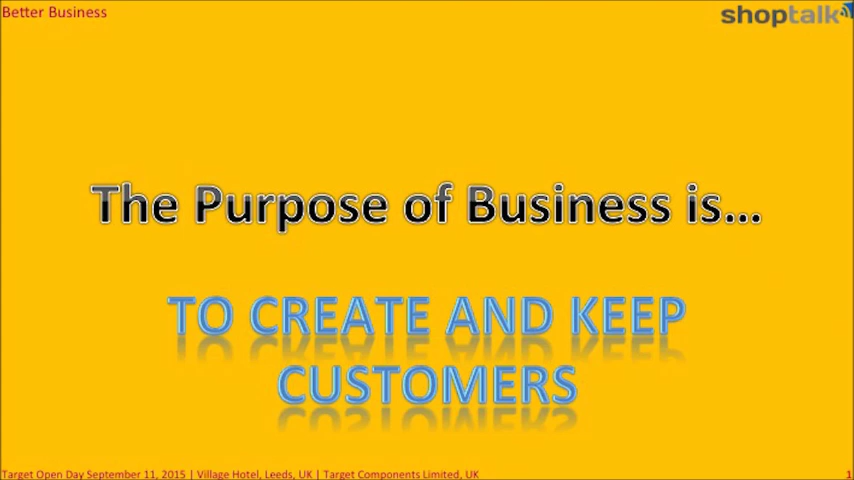 Better Business
shoptalk
The Purpose of Business is...
TO CREATE AND KEEP
CUSTOMERS
Target Open Day September 11, 2015 | Village Hotel, Leeds, UK | Target Components Limited, UK
1